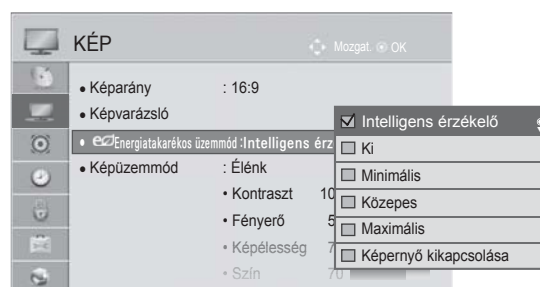 KÉP
Mozgat. OK
• Képarány : 16:9
• Képvarázsló
• Energiatakarékos üzemmód :Intelligens érz
• Képüzemmód : Élénk
• Kontraszt 10
• Fényerő 5
• Képélesség 7
• Szín 70
Intelligens érzékelő
Ki
Minimális
Közepes
Maximális
Képernyő kikapcsolása